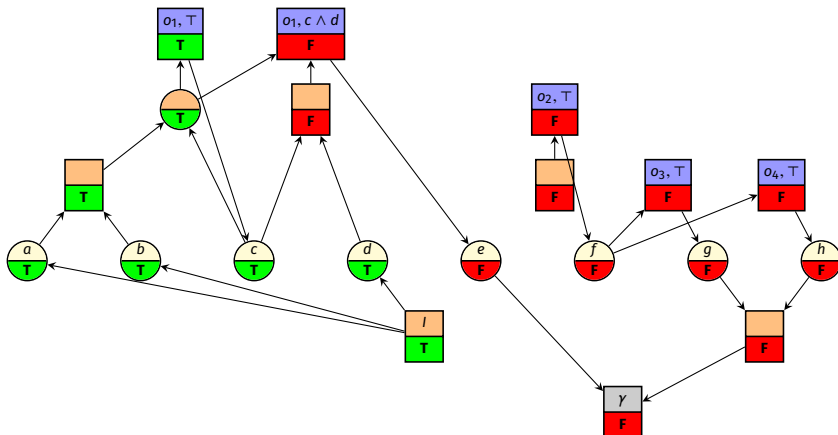 o₁, ⊤
T
o₁, c ∧ d
F
T
F
o₂, ⊤
F
T
F
o₃, ⊤
F
o₄, ⊤
F
a
T
b
T
c
T
d
T
e
F
f
F
g
F
h
F
I
T
F
γ
F